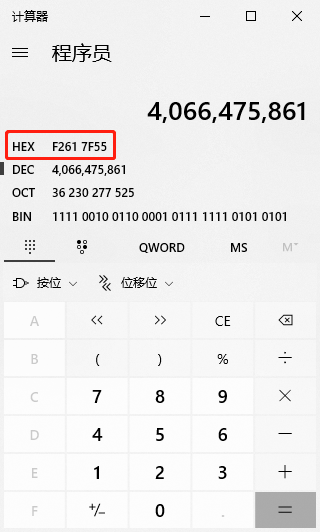 计算器
程序员
4,066,475,861
HEX F261 7F55
DEC 4,066,475,861
OCT 36 230 277 525
BIN 1111 0010 0110 0001 0111 1111 0101 0101
QWORD MS M˅
按位 位移位
A << >> CE
B ( ) % ÷
C 7 8 9 ×
D 4 5 6 −
E 1 2 3 +
F +/− 0 . =